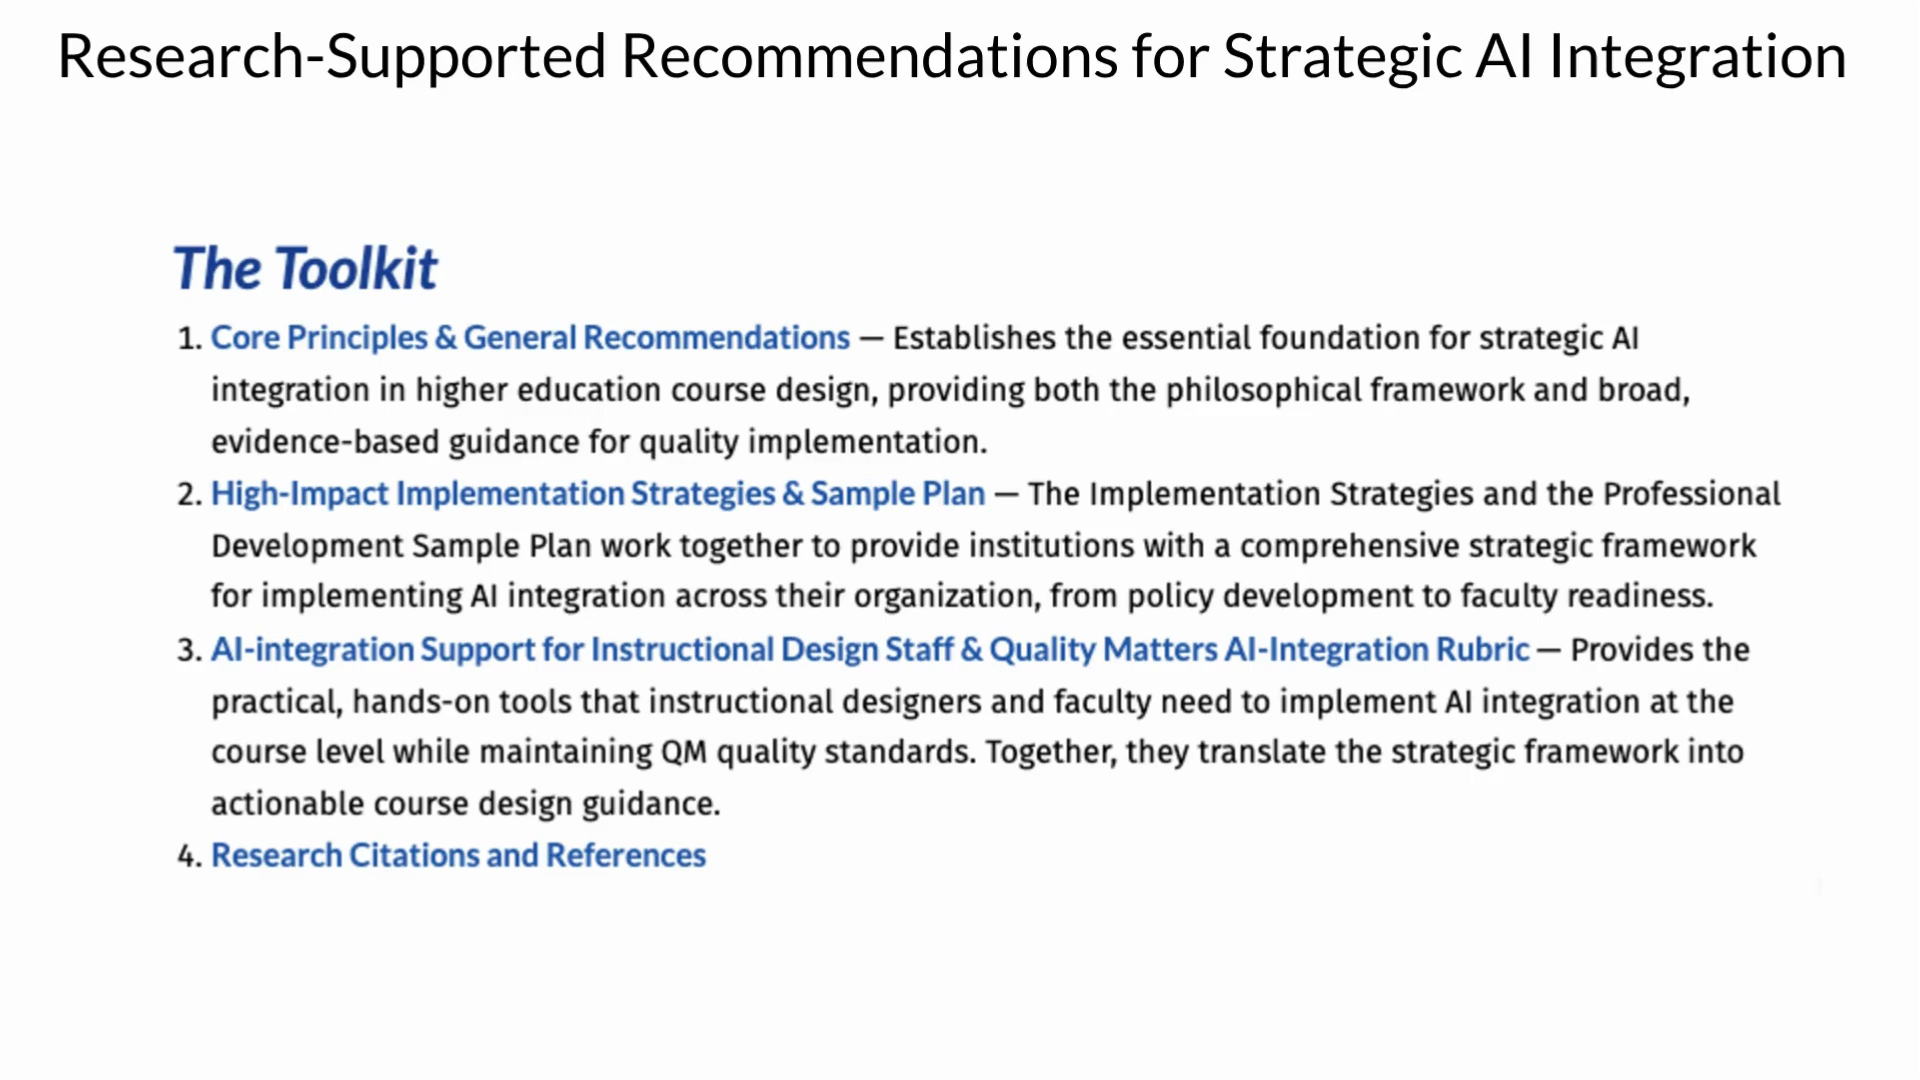 Research-Supported Recommendations for Strategic AI Integration
The Toolkit
1. Core Principles & General Recommendations — Establishes the essential foundation for strategic AI
integration in higher education course design, providing both the philosophical framework and broad,
evidence-based guidance for quality implementation.
2. High-Impact Implementation Strategies & Sample Plan — The Implementation Strategies and the Professional
Development Sample Plan work together to provide institutions with a comprehensive strategic framework
for implementing AI integration across their organization, from policy development to faculty readiness.
3. AI-integration Support for Instructional Design Staff & Quality Matters AI-Integration Rubric — Provides the
practical, hands-on tools that instructional designers and faculty need to implement AI integration at the
course level while maintaining QM quality standards. Together, they translate the strategic framework into
actionable course design guidance.
4. Research Citations and References